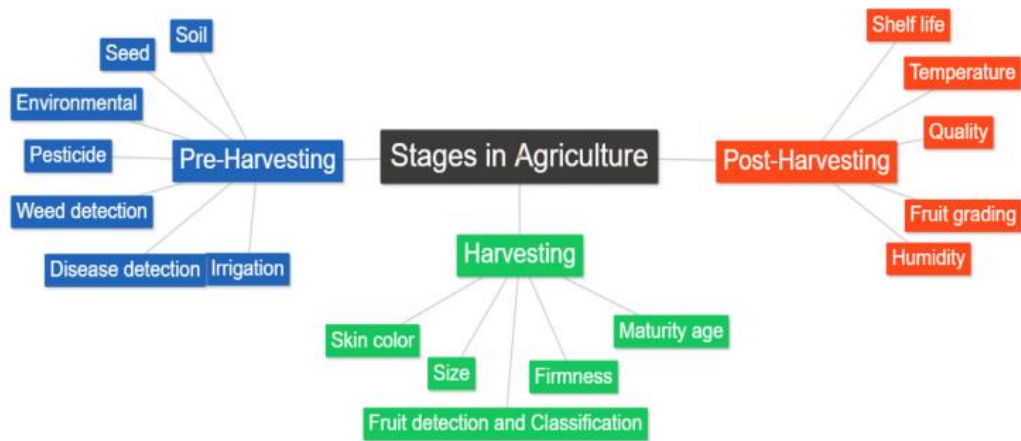 Stages in Agriculture
Pre-Harvesting
Soil
Seed
Environmental
Pesticide
Weed detection
Disease detection
Irrigation
Harvesting
Skin color
Size
Fruit detection and Classification
Firmness
Maturity age
Post-Harvesting
Shelf life
Temperature
Quality
Fruit grading
Humidity